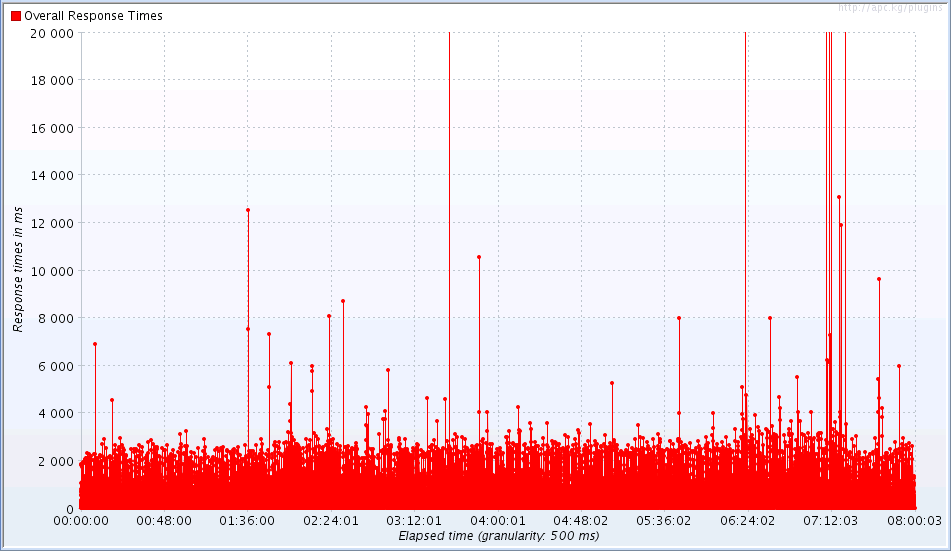 http://apc.kg/plugins
Overall Response Times
20 000
18 000
16 000
14 000
12 000
10 000
8 000
6 000
4 000
2 000
0
Response times in ms
00:00:00 00:48:00 01:36:00 02:24:01 03:12:01 04:00:01 04:48:02 05:36:02 06:24:02 07:12:03 08:00:03
Elapsed time (granularity: 500 ms)